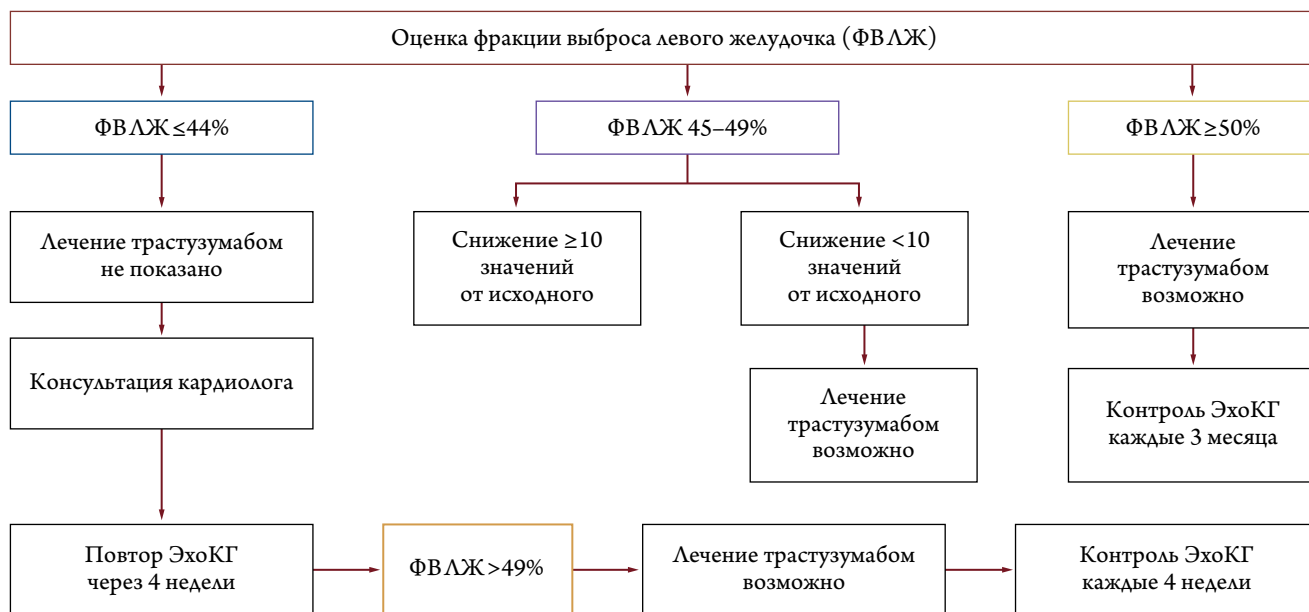 Оценка фракции выброса левого желудочка (ФВЛЖ)
ФВЛЖ ≤44%
ФВЛЖ 45–49%
ФВЛЖ ≥50%
Лечение трастузумабом
не показано
Снижение ≥10
значений
от исходного
Снижение <10
значений
от исходного
Лечение
трастузумабом
возможно
Консультация кардиолога
Лечение
трастузумабом
возможно
Контроль ЭхоКГ
каждые 3 месяца
Повтор ЭхоКГ
через 4 недели
ФВЛЖ >49%
Лечение трастузумабом
возможно
Контроль ЭхоКГ
каждые 4 недели